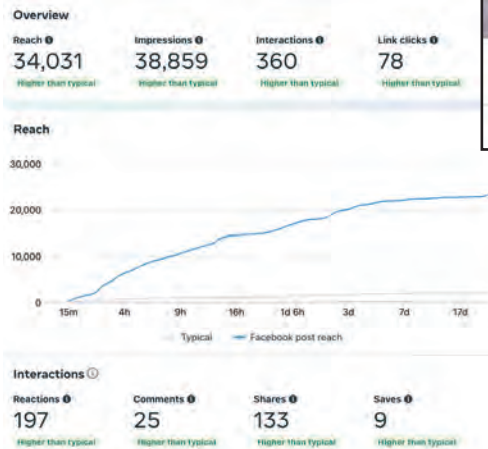 Overview
Reach Impressions Interactions Link clicks
34,031 38,859 360 78
Higher than typical Higher than typical Higher than typical Higher than typical
Reach
30,000
20,000
10,000
0
15m 4h 9h 16h 1d 6h 3d 7d 17d
Typical Facebook post reach
Interactions
Reactions Comments Shares Saves
197 25 133 9
Higher than typical Higher than typical Higher than typical Higher than typical